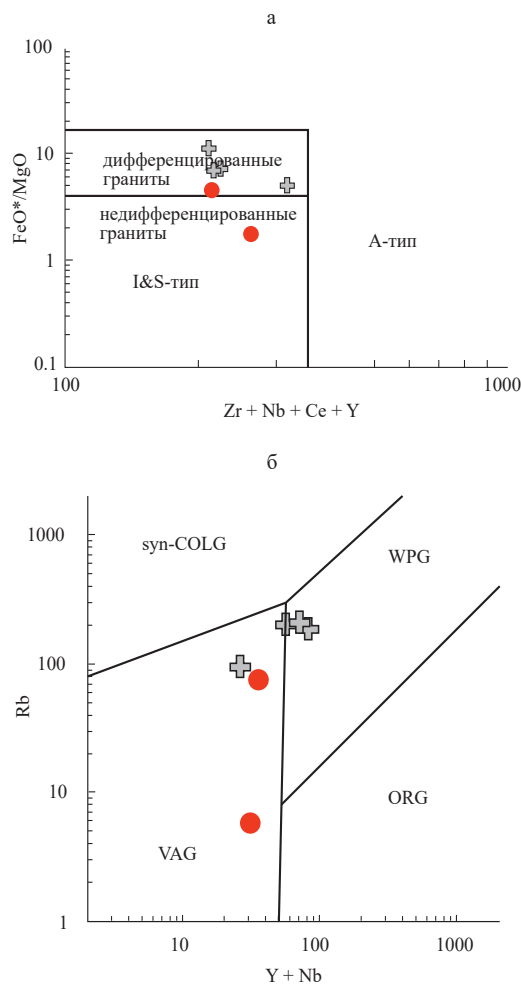 а
100
10
1
0.1
FeO*/MgO
дифференцированные
граниты
недифференцированные
граниты
I&S-тип
А-тип
100
1000
Zr + Nb + Ce + Y
б
1000
100
10
1
Rb
syn-COLG
WPG
VAG
ORG
10
100
1000
Y + Nb